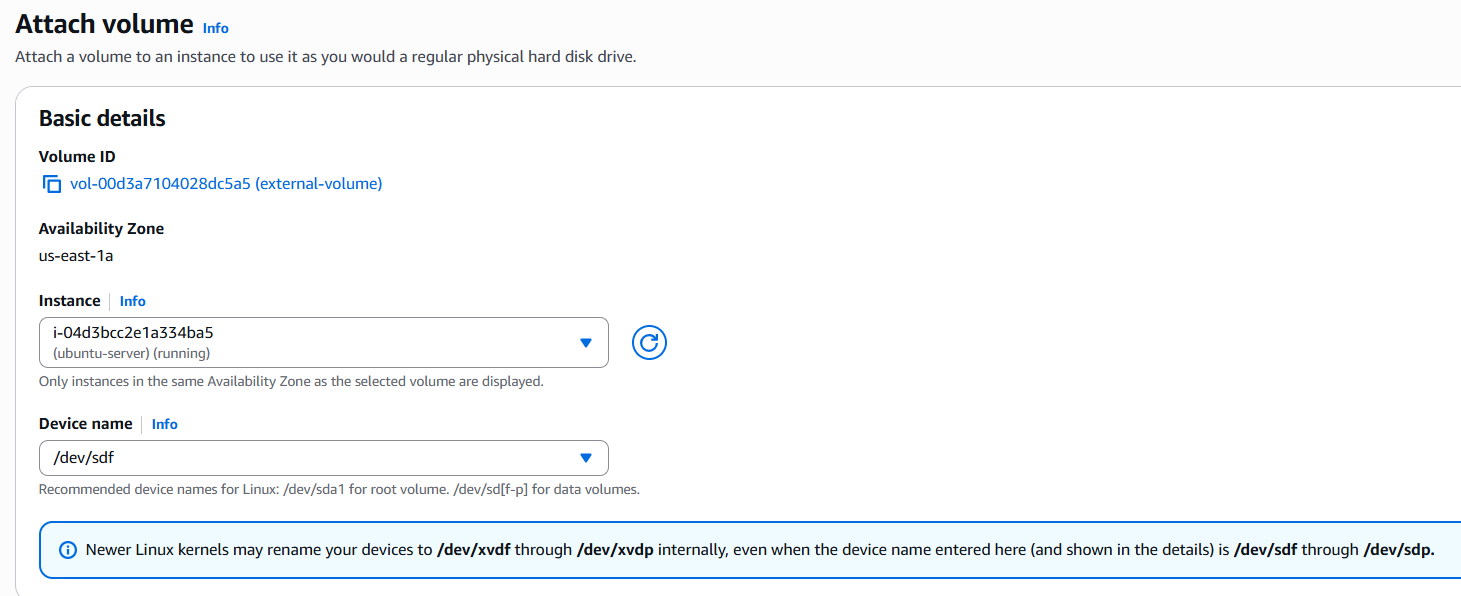 Attach volume Info
Attach a volume to an instance to use it as you would a regular physical hard disk drive.
Basic details
Volume ID
vol-00d3a7104028dc5a5 (external-volume)
Availability Zone
us-east-1a
Instance Info
i-04d3bcc2e1a334ba5
(ubuntu-server) (running)
Only instances in the same Availability Zone as the selected volume are displayed.
Device name Info
/dev/sdf
Recommended device names for Linux: /dev/sda1 for root volume. /dev/sd[f-p] for data volumes.
Newer Linux kernels may rename your devices to /dev/xvdf through /dev/xvdp internally, even when the device name entered here (and shown in the details) is /dev/sdf through /dev/sdp.